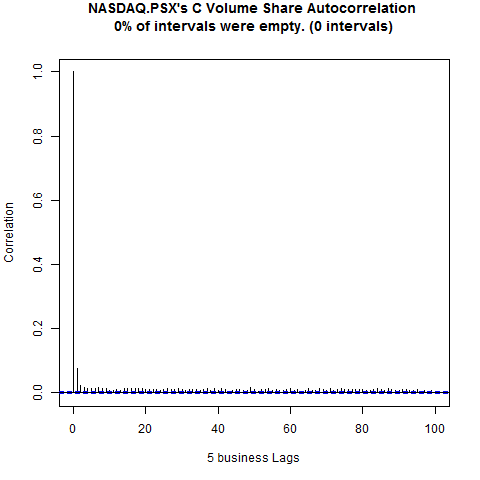 NASDAQ.PSX's C Volume Share Autocorrelation
0% of intervals were empty. (0 intervals)
Correlation
1.0
0.8
0.6
0.4
0.2
0.0
0 20 40 60 80 100
5 business Lags